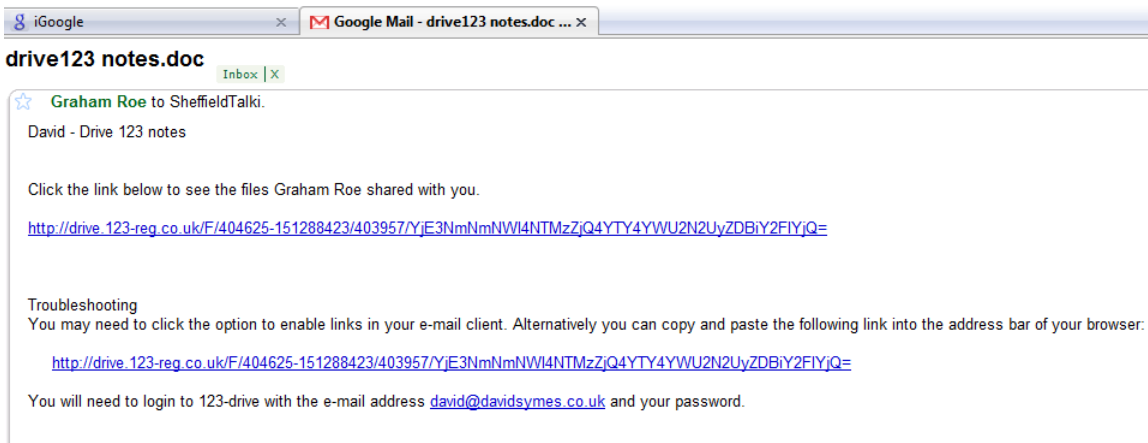 iGoogle
Google Mail - drive123 notes.doc ...
drive123 notes.doc
Inbox X
Graham Roe to SheffieldTalki.
David - Drive 123 notes
Click the link below to see the files Graham Roe shared with you.
http://drive.123-reg.co.uk/F/404625-151288423/403957/YjE3NmNmNWI4NTMzZjQ4YTY4YWU2N2UyZDBiY2FlYjQ=
Troubleshooting
You may need to click the option to enable links in your e-mail client. Alternatively you can copy and paste the following link into the address bar of your browser:
http://drive.123-reg.co.uk/F/404625-151288423/403957/YjE3NmNmNWI4NTMzZjQ4YTY4YWU2N2UyZDBiY2FlYjQ=
You will need to login to 123-drive with the e-mail address david@davidsymes.co.uk and your password.